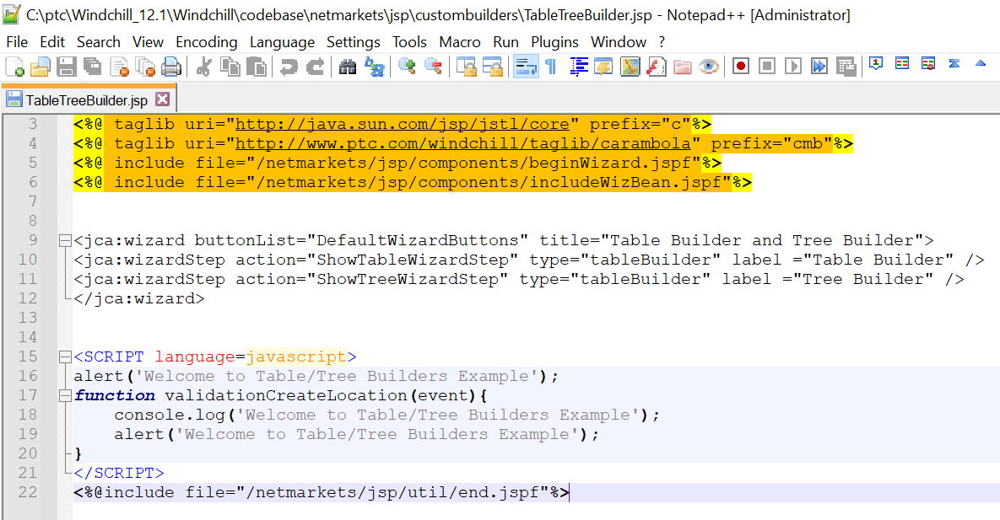 C:\ptc\Windchill_12.1\Windchill\codebase\netmarkets\jsp\custombuilders\TableTreeBuilder.jsp - Notepad++ [Administrator]
File Edit Search View Encoding Language Settings Tools Macro Run Plugins Window ?
TableTreeBuilder.jsp
3 <%@ taglib uri="http://java.sun.com/jsp/jstl/core" prefix="c"%>
4 <%@ taglib uri="http://www.ptc.com/windchill/taglib/carambola" prefix="cmb"%>
5 <%@ include file="/netmarkets/jsp/components/beginWizard.jspf"%>
6 <%@ include file="/netmarkets/jsp/components/includeWizBean.jspf"%>
7
8
9 <jca:wizard buttonList="DefaultWizardButtons" title="Table Builder and Tree Builder">
10 <jca:wizardStep action="ShowTableWizardStep" type="tableBuilder" label ="Table Builder" />
11 <jca:wizardStep action="ShowTreeWizardStep" type="tableBuilder" label ="Tree Builder" />
12 </jca:wizard>
13
14
15 <SCRIPT language=javascript>
16 alert('Welcome to Table/Tree Builders Example');
17 function validationCreateLocation(event){
18 console.log('Welcome to Table/Tree Builders Example');
19 alert('Welcome to Table/Tree Builders Example');
20 }
21 </SCRIPT>
22 <%@include file="/netmarkets/jsp/util/end.jspf"%>